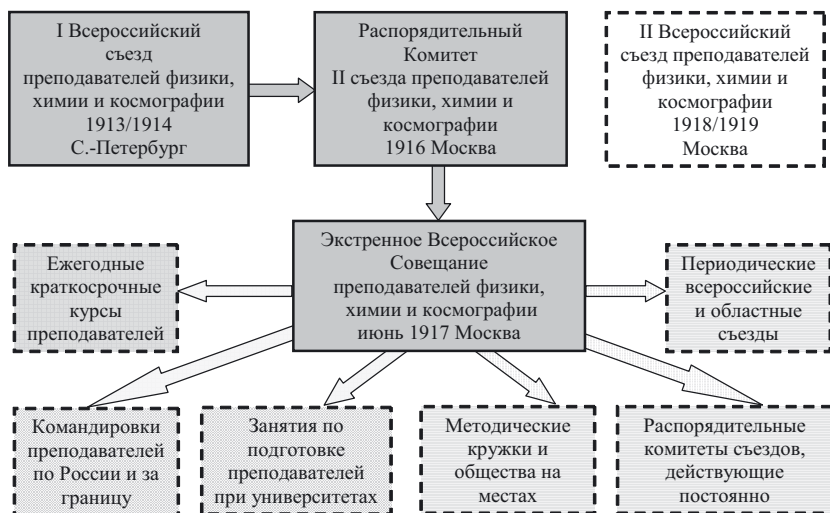 I Всероссийский
съезд
преподавателей физики,
химии и космографии
1913/1914
С.-Петербург
Распорядительный
Комитет
II съезда преподавателей
физики, химии и
космографии
1916 Москва
II Всероссийский
съезд преподавателей
физики, химии и
космографии
1918/1919
Москва
Экстренное Всероссийское
Совещание
преподавателей физики,
химии и космографии
июнь 1917 Москва
Ежегодные
краткосрочные
курсы
преподавателей
Периодические
всероссийские
и областные
съезды
Командировки
преподавателей
по России и за
границу
Занятия по
подготовке
преподавателей
при университетах
Методические
кружки и
общества на
местах
Распорядительные
комитеты съездов,
действующие
постоянно